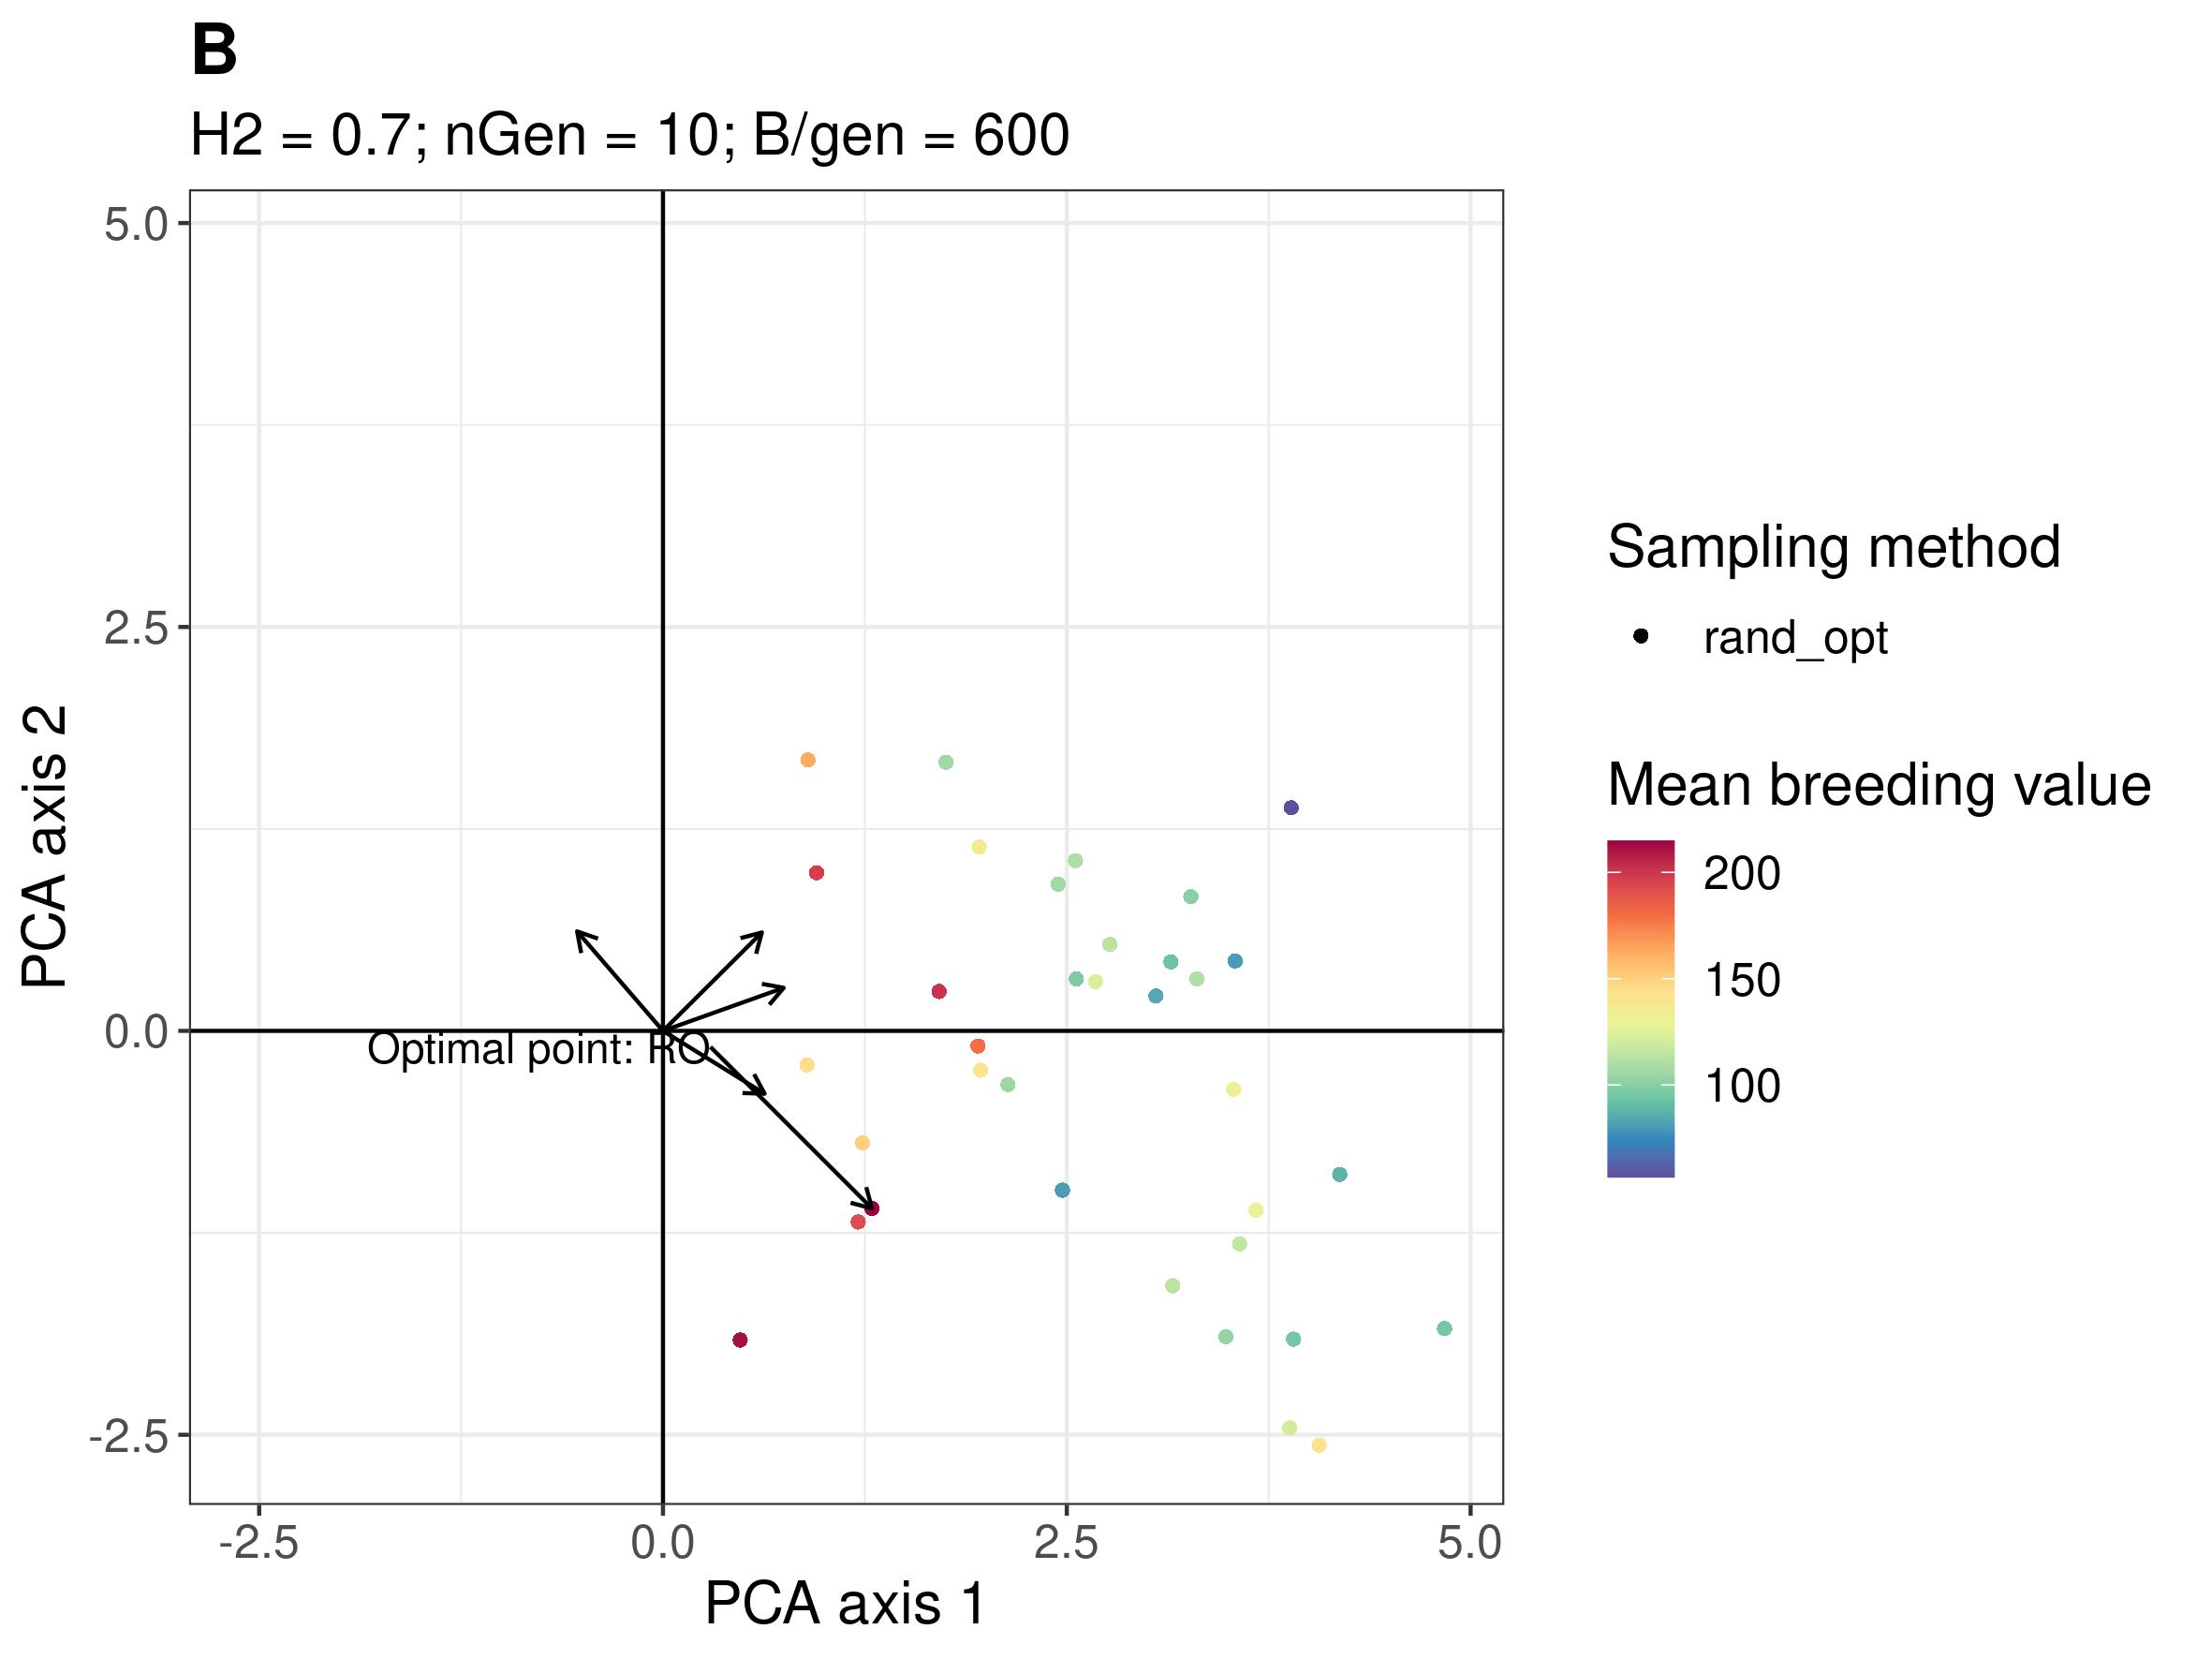 B
H2 = 0.7; nGen = 10; B/gen = 600
5.0
2.5
0.0
-2.5
PCA axis 2
Optimal point: RO
-2.5
0.0
2.5
5.0
PCA axis 1
Sampling method
rand_opt
Mean breeding value
200
150
100